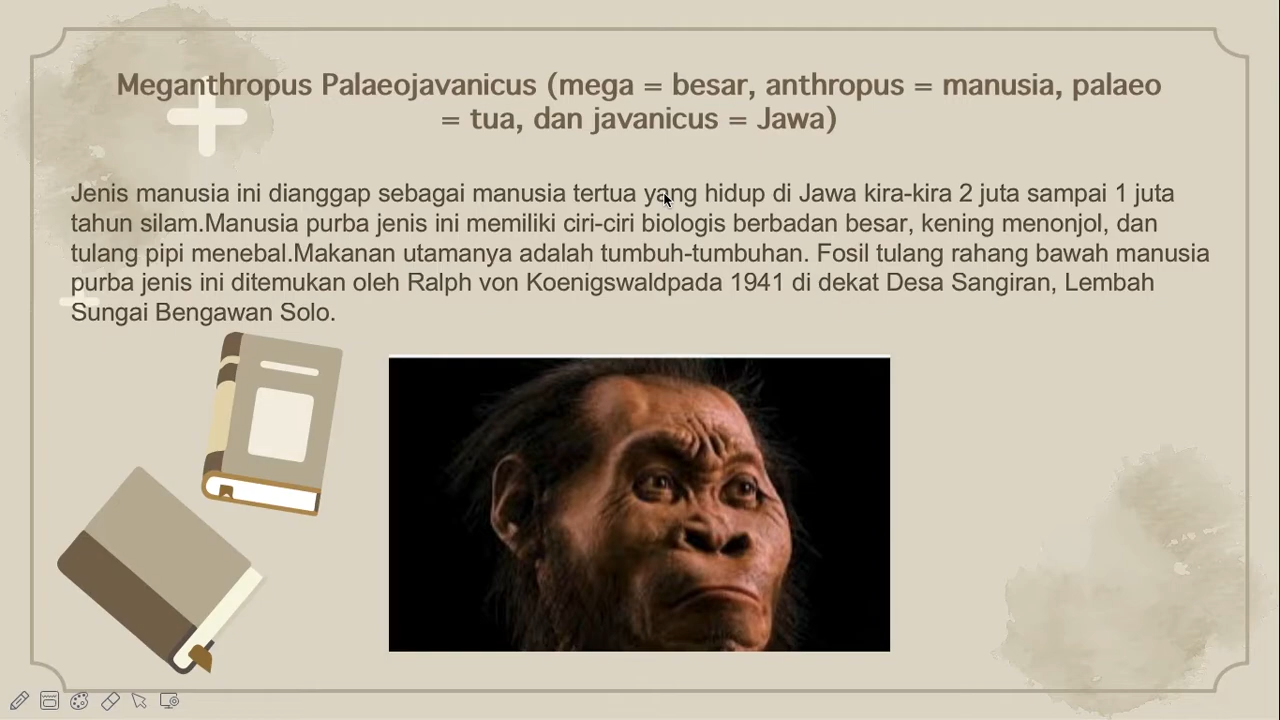 Meganthropus Palaeojavanicus (mega = besar, anthropus = manusia, palaeo
= tua, dan javanicus = Jawa)
Jenis manusia ini dianggap sebagai manusia tertua yang hidup di Jawa kira-kira 2 juta sampai 1 juta
tahun silam.Manusia purba jenis ini memiliki ciri-ciri biologis berbadan besar, kening menonjol, dan
tulang pipi menebal.Makanan utamanya adalah tumbuh-tumbuhan. Fosil tulang rahang bawah manusia
purba jenis ini ditemukan oleh Ralph von Koenigswaldpada 1941 di dekat Desa Sangiran, Lembah
Sungai Bengawan Solo.